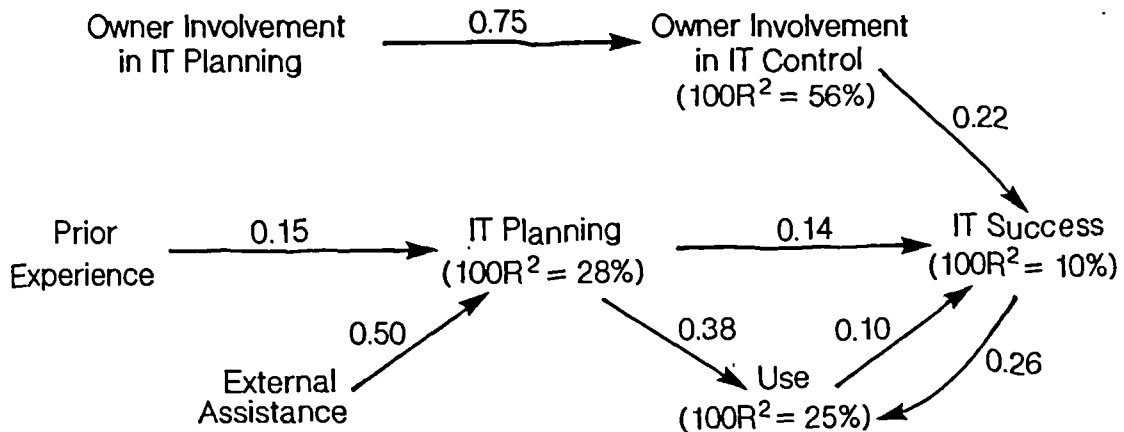 Owner Involvement
in IT Planning
0.75
Owner Involvement
in IT Control
(100R² = 56%)
0.22
Prior
Experience
0.15
IT Planning
(100R² = 28%)
0.14
IT Success
(100R² = 10%)
0.50
0.38
0.10
0.26
External
Assistance
Use
(100R² = 25%)